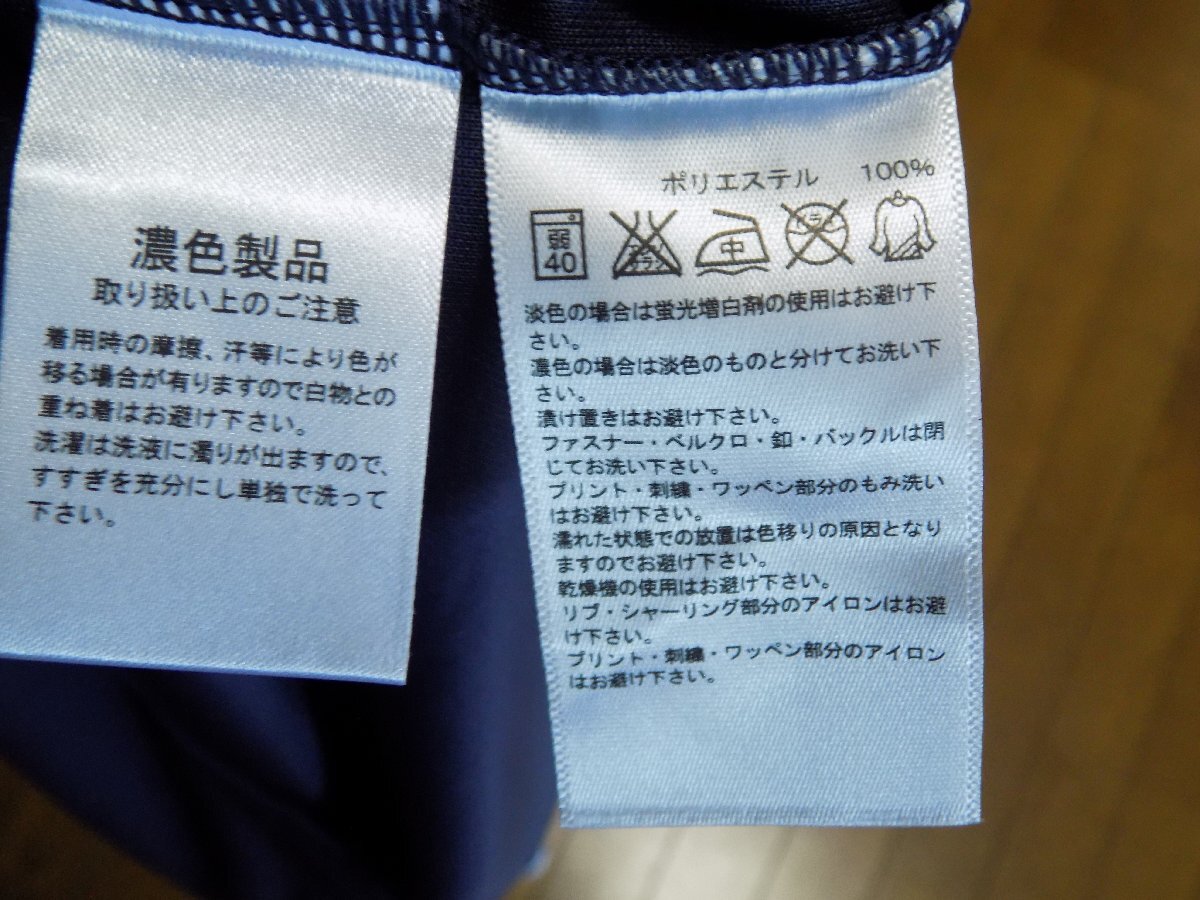 濃色製品
取り扱い上のご注意
着用時の摩擦、汗等により色が
移る場合が有りますので白物との
重ね着はお避け下さい。
洗濯は洗液に濁りが出ますので、
すすぎを充分にし単独で洗って
下さい。
ポリエステル 100%
弱 中 ドライ
40 エンソサラシ
淡色の場合は蛍光増白剤の使用はお避け下
さい。
濃色の場合は淡色のものと分けてお洗い下
さい。
漬け置きはお避け下さい。
ファスナー・ベルクロ・釦・バックルは閉
じてお洗い下さい。
プリント・刺繍・ワッペン部分のもみ洗い
はお避け下さい。
濡れた状態での放置は色移りの原因となり
ますのでお避け下さい。
乾燥機の使用はお避け下さい。
リブ・シャーリング部分のアイロンはお避
け下さい。
プリント・刺繍・ワッペン部分のアイロン
はお避け下さい。